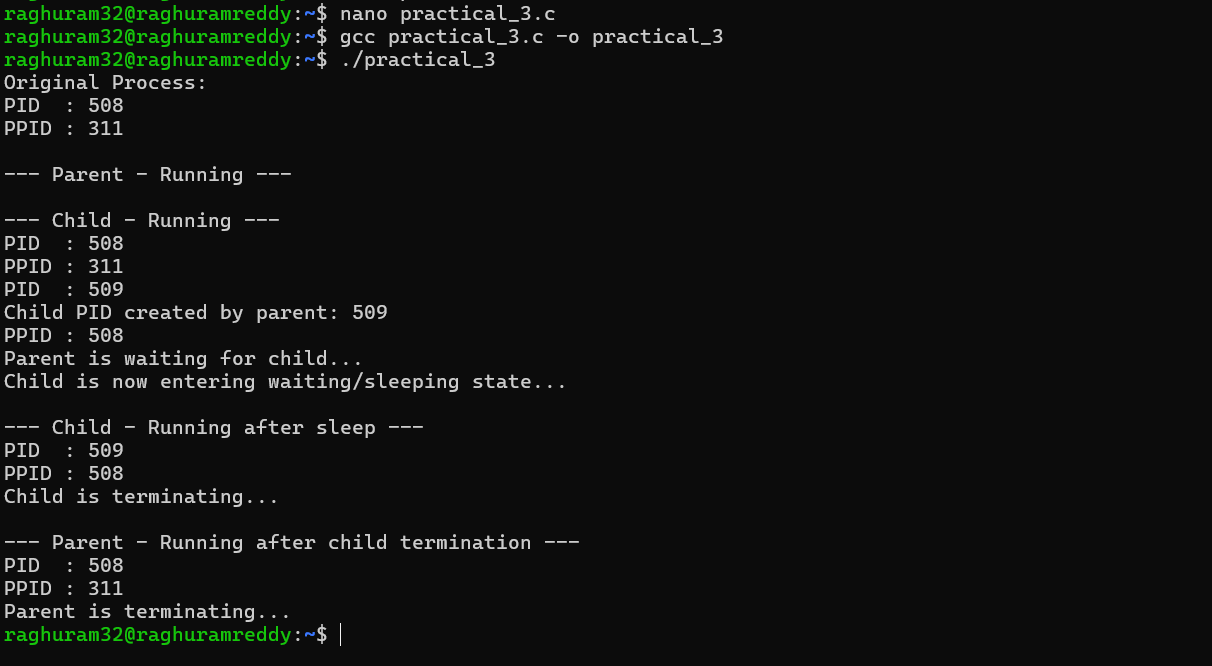 raghuram32@raghuramreddy:~$ nano practical_3.c
raghuram32@raghuramreddy:~$ gcc practical_3.c -o practical_3
raghuram32@raghuramreddy:~$ ./practical_3
Original Process:
PID  : 508
PPID : 311

--- Parent - Running ---

--- Child - Running ---
PID  : 508
PPID : 311
PID  : 509
Child PID created by parent: 509
PPID : 508
Parent is waiting for child...
Child is now entering waiting/sleeping state...

--- Child - Running after sleep ---
PID  : 509
PPID : 508
Child is terminating...

--- Parent - Running after child termination ---
PID  : 508
PPID : 311
Parent is terminating...
raghuram32@raghuramreddy:~$